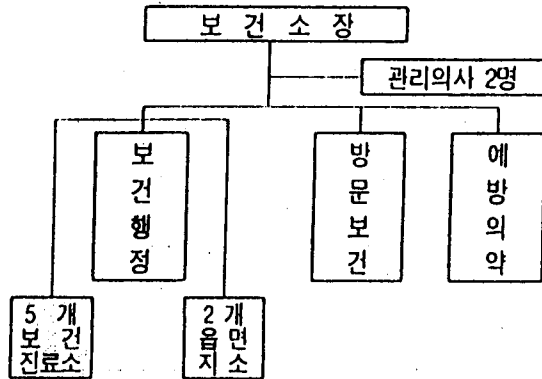 보 건 소 장
관리의사 2명
보건행정
방문보건
예방의약
5 개
보 건
진료소
2 개
읍 면
지 소